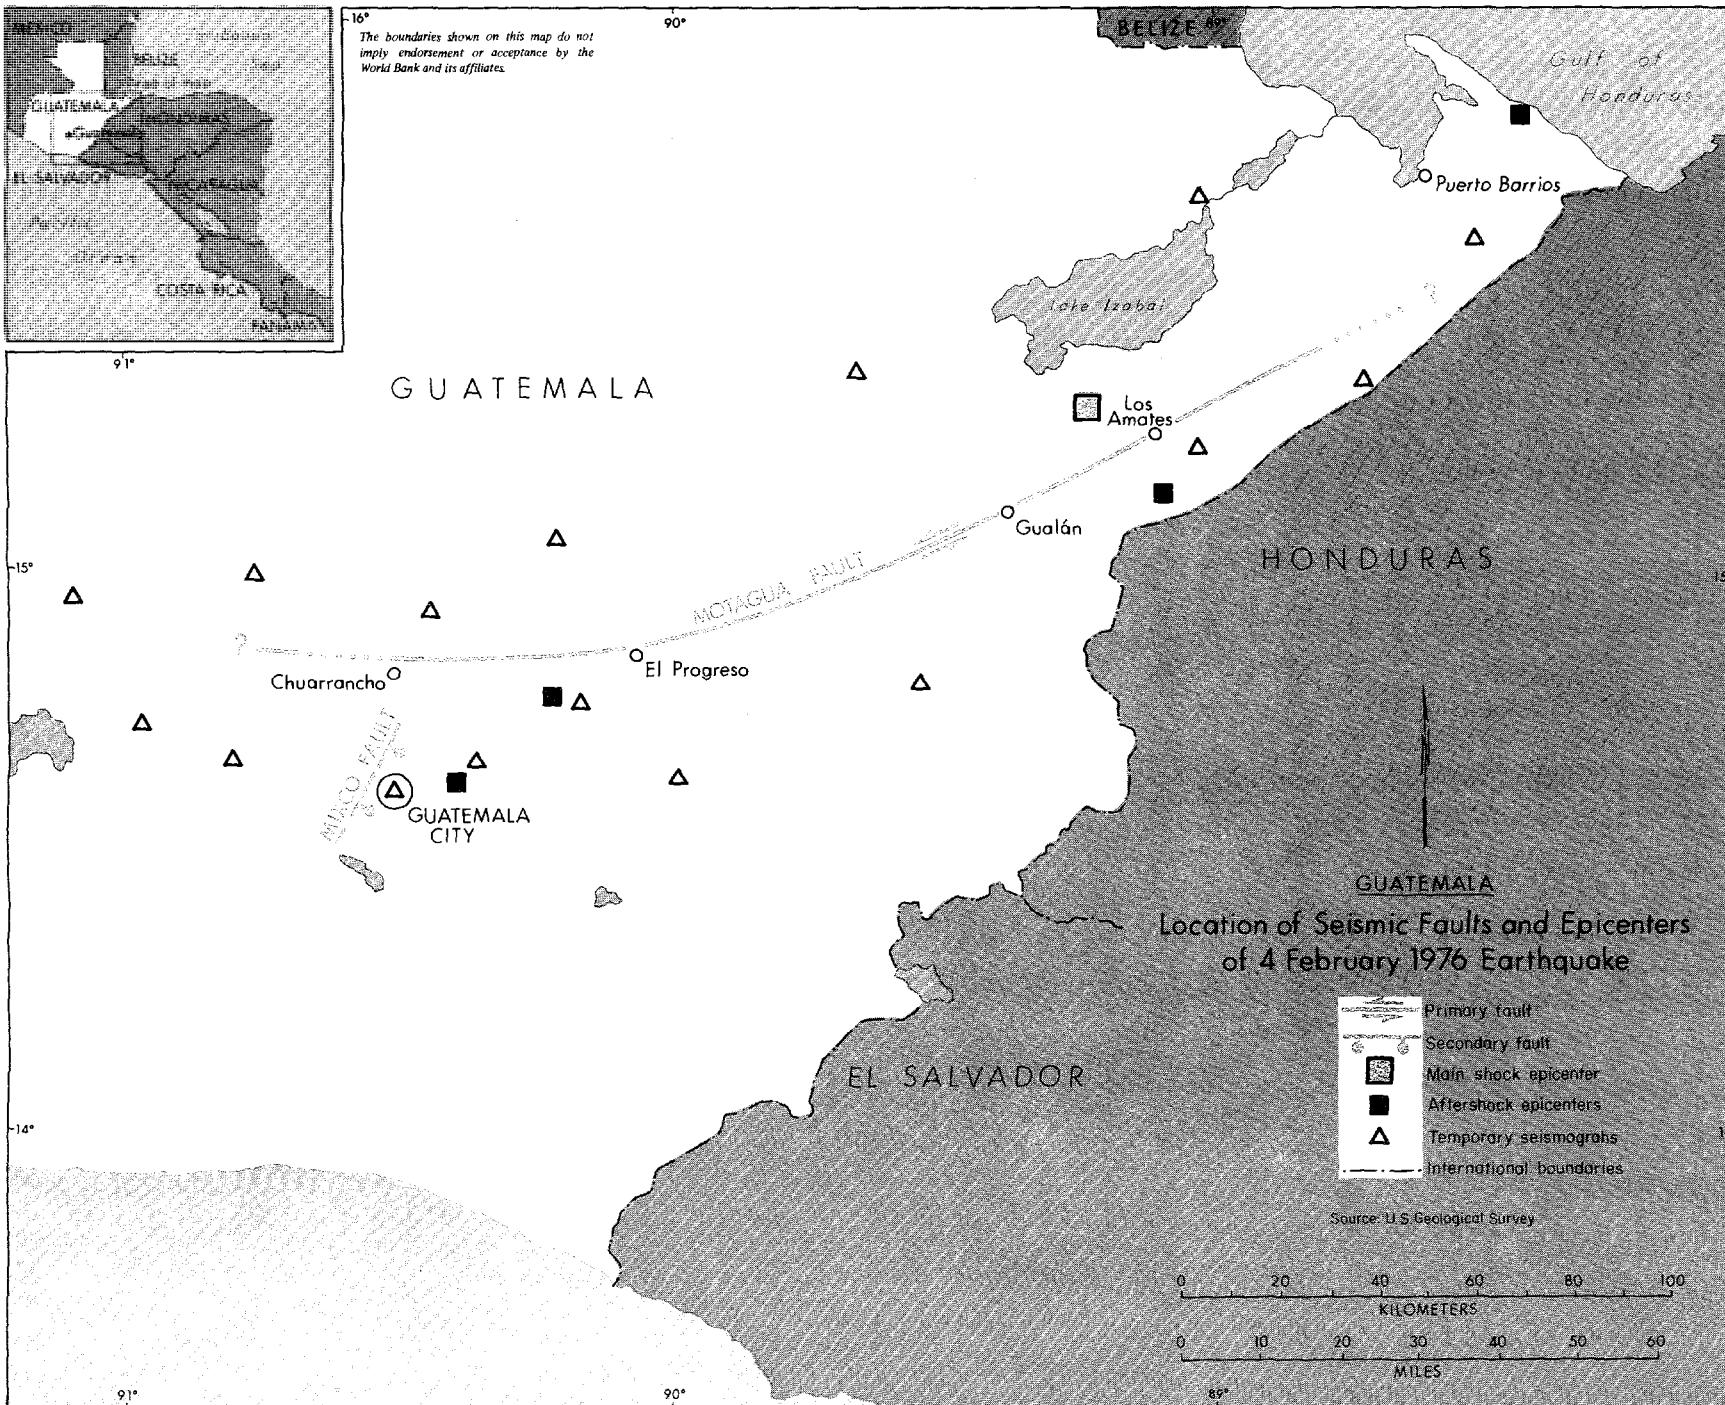 MEXICO
BELIZE
GUATEMALA
HONDURAS
EL SALVADOR
NICARAGUA
COSTA RICA
PANAMA
16°
90°
The boundaries shown on this map do not
imply endorsement or acceptance by the
World Bank and its affiliates.
BELIZE
89°
Gulf of
Honduras
Puerto Barrios
Lake Izabal
?
91°
GUATEMALA
Los
Amates
Gualán
15°
HONDURAS
MOTAGUA FAULT
?
Chuarrancho
El Progreso
MIXCO FAULT
GUATEMALA
CITY
GUATEMALA
Location of Seismic Faults and Epicenters
of 4 February 1976 Earthquake
Primary fault
Secondary fault
Main shock epicenter
Aftershock epicenters
Temporary seismograhs
International boundaries
EL SALVADOR
14°
Source: U.S. Geological Survey
0 20 40 60 80 100
KILOMETERS
0 10 20 30 40 50 60
MILES
91°
90°
89°